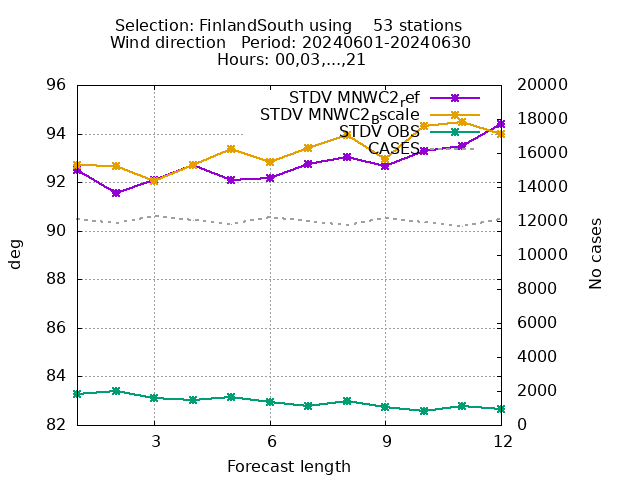 Selection: FinlandSouth using    53 stations
Wind direction   Period: 20240601-20240630
Hours: 00,03,...,21
STDV MNWC2_ref
STDV MNWC2_Bscale
STDV OBS
CASES
96
94
92
90
88
86
84
82
20000
18000
16000
14000
12000
10000
8000
6000
4000
2000
0
3
6
9
12
deg
No cases
Forecast length